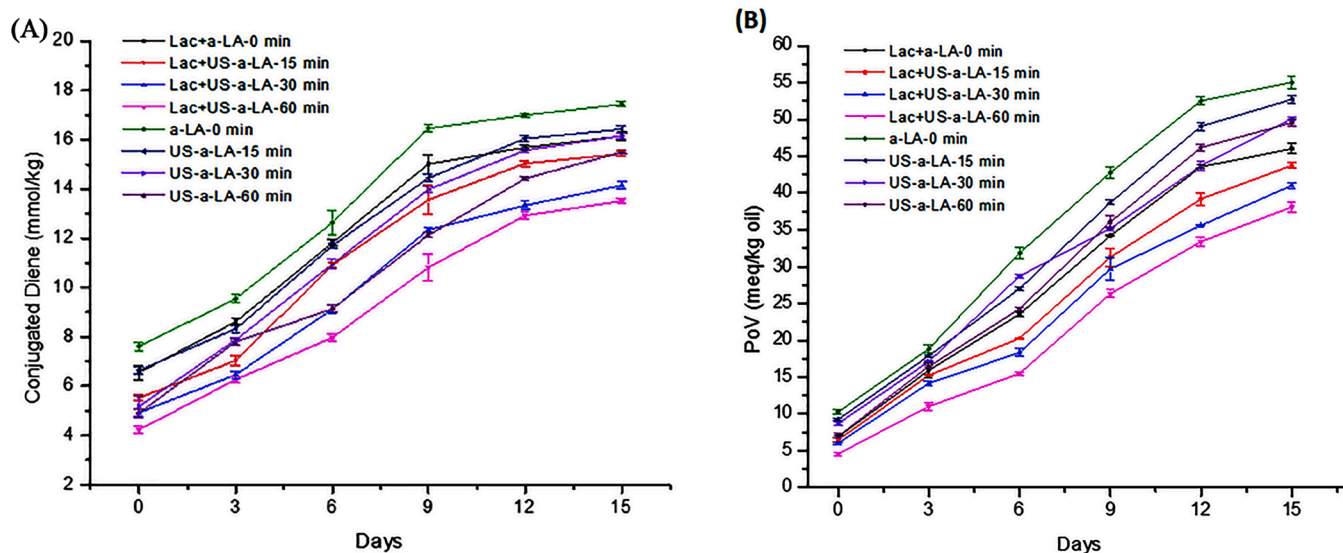 (A)
20
18
16
14
12
10
8
6
4
2
Conjugated Diene (mmol/kg)
Lac+a-LA-0 min
Lac+US-a-LA-15 min
Lac+US-a-LA-30 min
Lac+US-a-LA-60 min
a-LA-0 min
US-a-LA-15 min
US-a-LA-30 min
US-a-LA-60 min
0 3 6 9 12 15
Days
(B)
60
55
50
45
40
35
30
25
20
15
10
5
0
PoV (meq/kg oil)
Lac+a-LA-0 min
Lac+US-a-LA-15 min
Lac+US-a-LA-30 min
Lac+US-a-LA-60 min
a-LA-0 min
US-a-LA-15 min
US-a-LA-30 min
US-a-LA-60 min
0 3 6 9 12 15
Days